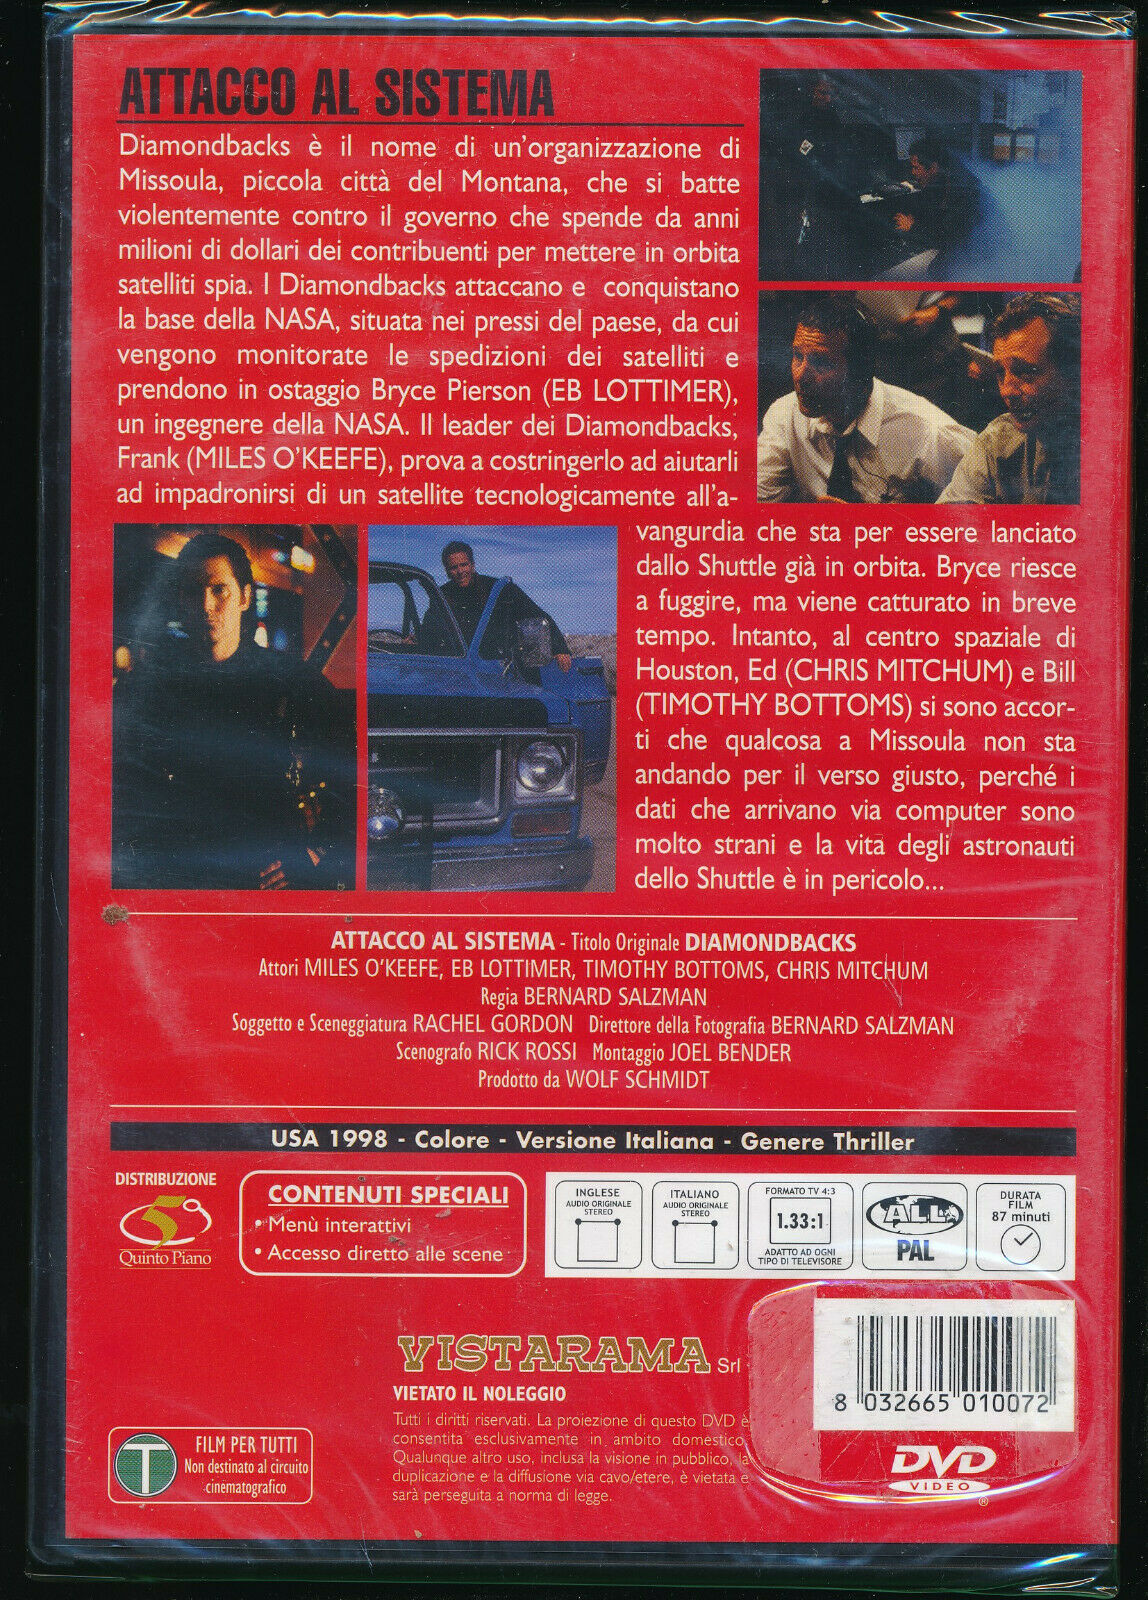 ATTACCO AL SISTEMA
Diamondbacks è il nome di un'organizzazione di
Missoula, piccola città del Montana, che si batte
violentemente contro il governo che spende da anni
milioni di dollari dei contribuenti per mettere in orbita
satelliti spia. I Diamondbacks attaccano e conquistano
la base della NASA, situata nei pressi del paese, da cui
vengono monitorate le spedizioni dei satelliti e
prendono in ostaggio Bryce Pierson (EB LOTTIMER),
un ingegnere della NASA. Il leader dei Diamondbacks,
Frank (MILES O'KEEFE), prova a costringerlo ad aiutarli
ad impadronirsi di un satellite tecnologicamente all'a-
vangurdia che sta per essere lanciato
dallo Shuttle già in orbita. Bryce riesce
a fuggire, ma viene catturato in breve
tempo. Intanto, al centro spaziale di
Houston, Ed (CHRIS MITCHUM) e Bill
(TIMOTHY BOTTOMS) si sono accor-
ti che qualcosa a Missoula non sta
andando per il verso giusto, perché i
dati che arrivano via computer sono
molto strani e la vita degli astronauti
dello Shuttle è in pericolo...
ATTACCO AL SISTEMA - Titolo Originale DIAMONDBACKS
Attori MILES O'KEEFE, EB LOTTIMER, TIMOTHY BOTTOMS, CHRIS MITCHUM
Regia BERNARD SALZMAN
Soggetto e Sceneggiatura RACHEL GORDON Direttore della Fotografia BERNARD SALZMAN
Scenografo RICK ROSSI Montaggio JOEL BENDER
Prodotto da WOLF SCHMIDT
USA 1998 - Colore - Versione Italiana - Genere Thriller
DISTRIBUZIONE
5°
Quinto Piano
CONTENUTI SPECIALI
• Menù interattivi
• Accesso diretto alle scene
INGLESE
AUDIO ORIGINALE
STEREO
ITALIANO
AUDIO ORIGINALE
STEREO
FORMATO TV 4:3
1.33:1
ADATTO AD OGNI
TIPO DI TELEVISORE
ALL
PAL
DURATA
FILM
87 minuti
VISTARAMA Srl
VIETATO IL NOLEGGIO
Tutti i diritti riservati. La proiezione di questo DVD è
consentita esclusivamente in ambito domestico.
Qualunque altro uso, inclusa la visione in pubblico, la
duplicazione e la diffusione via cavo/etere, è vietata e
sarà perseguita a norma di legge.
8 032665 010072
T
FILM PER TUTTI
Non destinato al circuito
cinematografico
DVD
VIDEO
®